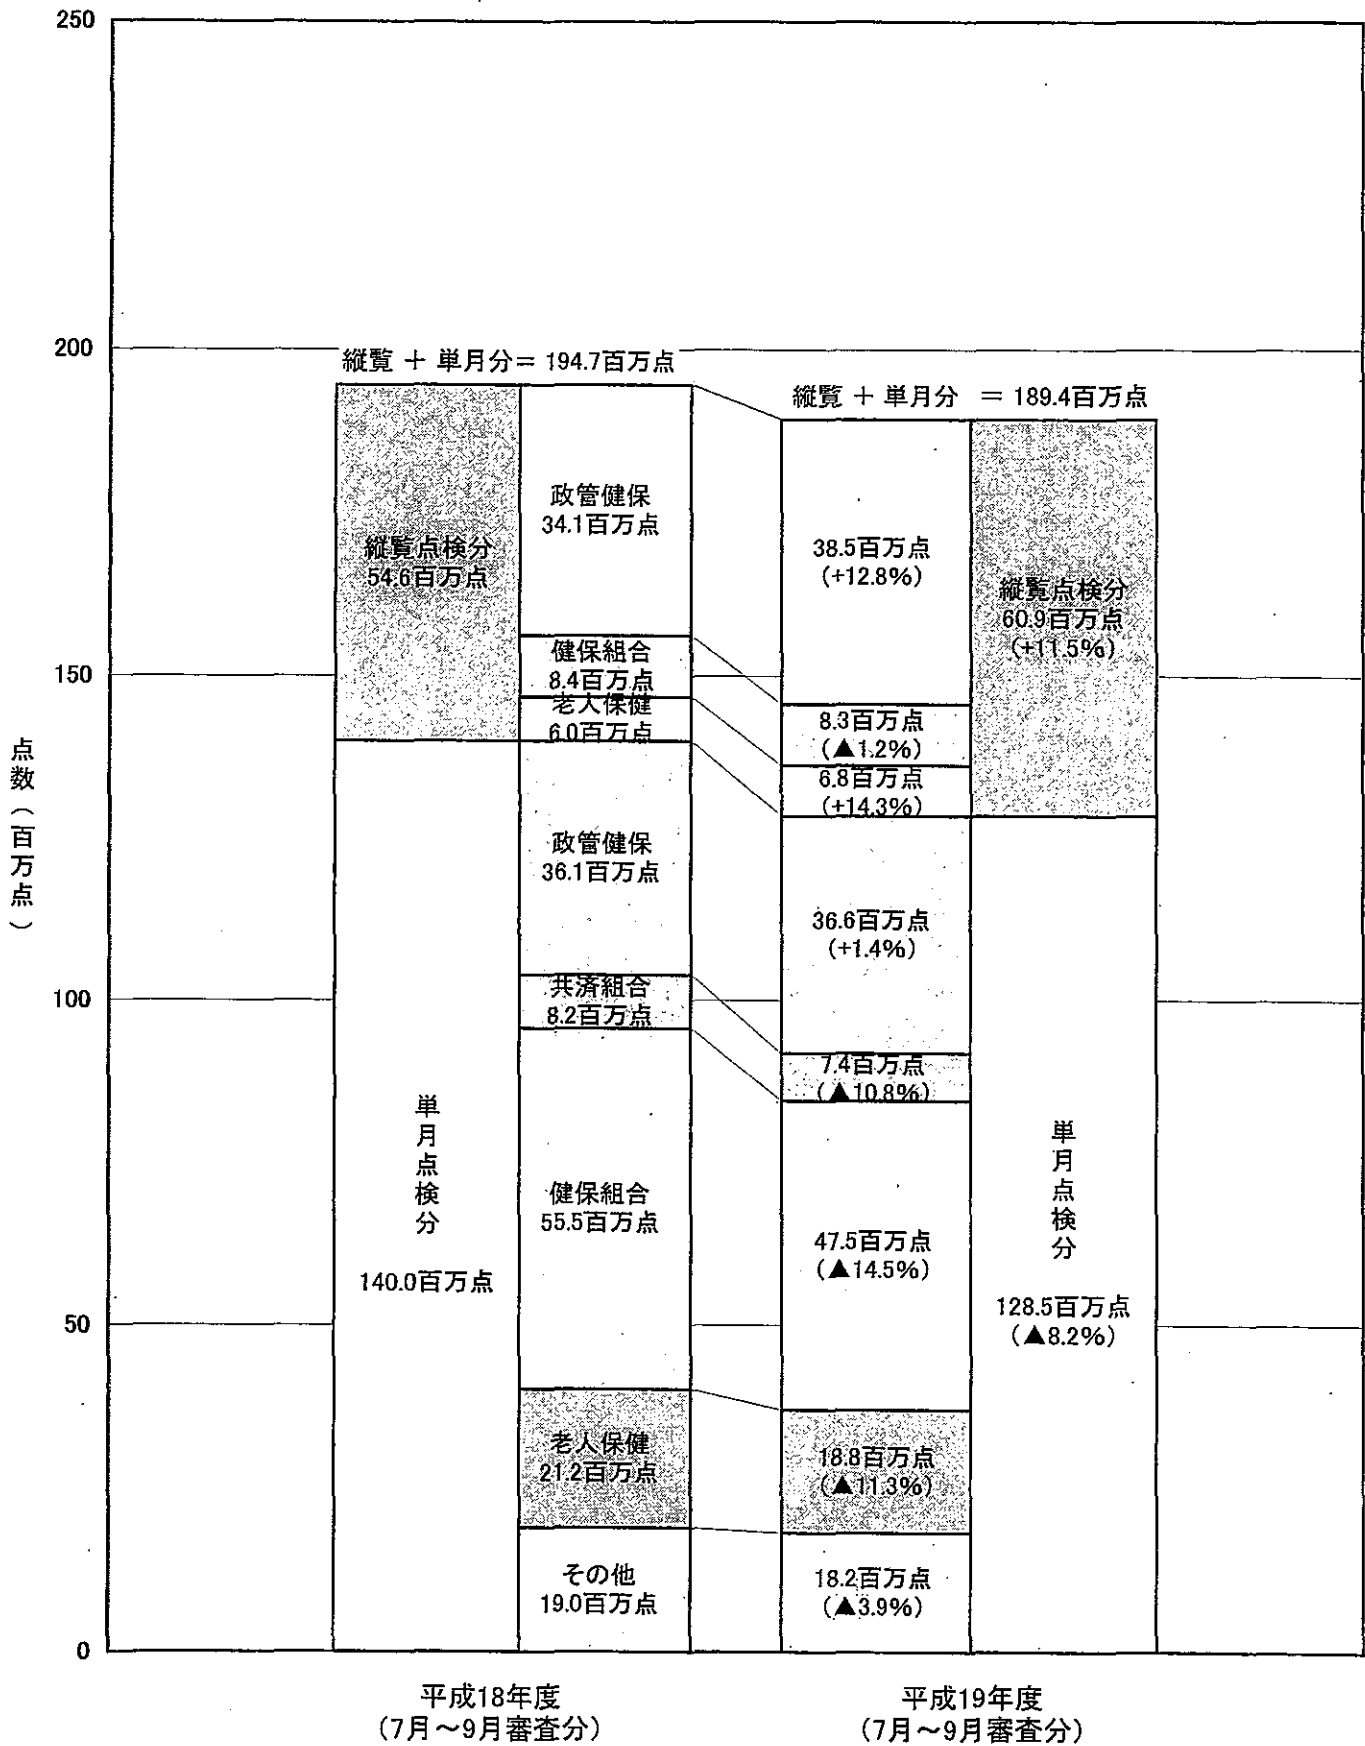 250
200
150
100
50
0
点数（百万点）
縦覧 ＋ 単月分＝ 194.7百万点
縦覧点検分
54.6百万点
単月点検分
140.0百万点
政管健保
34.1百万点
健保組合
8.4百万点
老人保健
6.0百万点
政管健保
36.1百万点
共済組合
8.2百万点
健保組合
55.5百万点
老人保健
21.2百万点
その他
19.0百万点
縦覧 ＋ 単月分 ＝ 189.4百万点
38.5百万点
(+12.8%)
8.3百万点
(▲1.2%)
6.8百万点
(+14.3%)
36.6百万点
(+1.4%)
7.4百万点
(▲10.8%)
47.5百万点
(▲14.5%)
18.8百万点
(▲11.3%)
18.2百万点
(▲3.9%)
縦覧点検分
60.9百万点
(+11.5%)
単月点検分
128.5百万点
(▲8.2%)
平成18年度
(7月～9月審査分)
平成19年度
(7月～9月審査分)